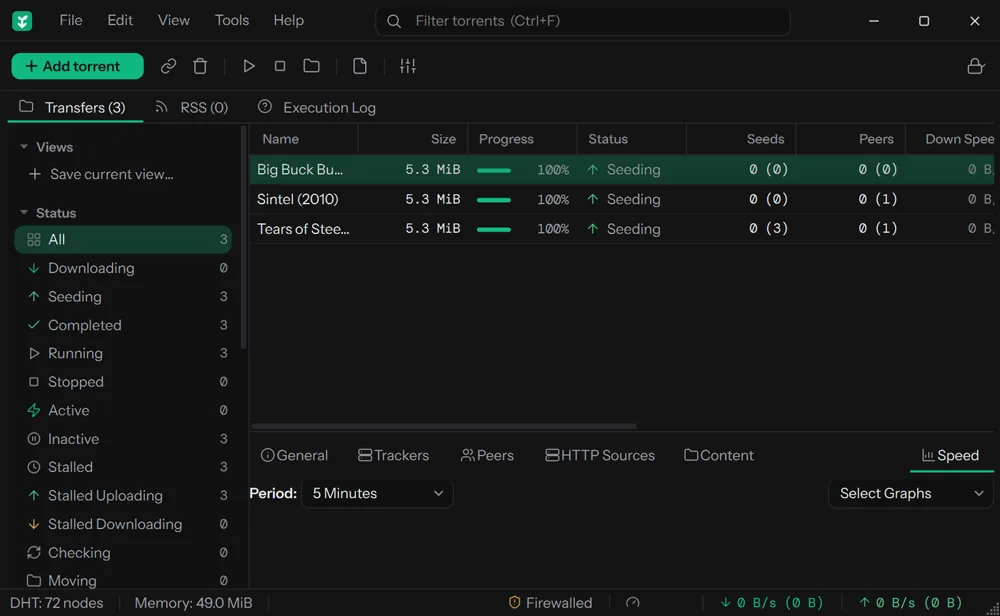 File Edit View Tools Help Filter torrents (Ctrl+F)
+ Add torrent
Transfers (3) RSS (0) Execution Log
Views
+ Save current view...
Status
All 3
Downloading 0
Seeding 3
Completed 3
Running 3
Stopped 0
Active 0
Inactive 3
Stalled 3
Stalled Uploading 3
Stalled Downloading 0
Checking 0
Moving 0
Name Size Progress Status Seeds Peers Down Spee
Big Buck Bu... 5.3 MiB 100% Seeding 0 (0) 0 (0) 0 B/
Sintel (2010) 5.3 MiB 100% Seeding 0 (0) 0 (1) 0 B/
Tears of Stee... 5.3 MiB 100% Seeding 0 (3) 0 (1) 0 B/
General Trackers Peers HTTP Sources Content Speed
Period: 5 Minutes Select Graphs
DHT: 72 nodes Memory: 49.0 MiB Firewalled ↓ 0 B/s (0 B) ↑ 0 B/s (0 B)